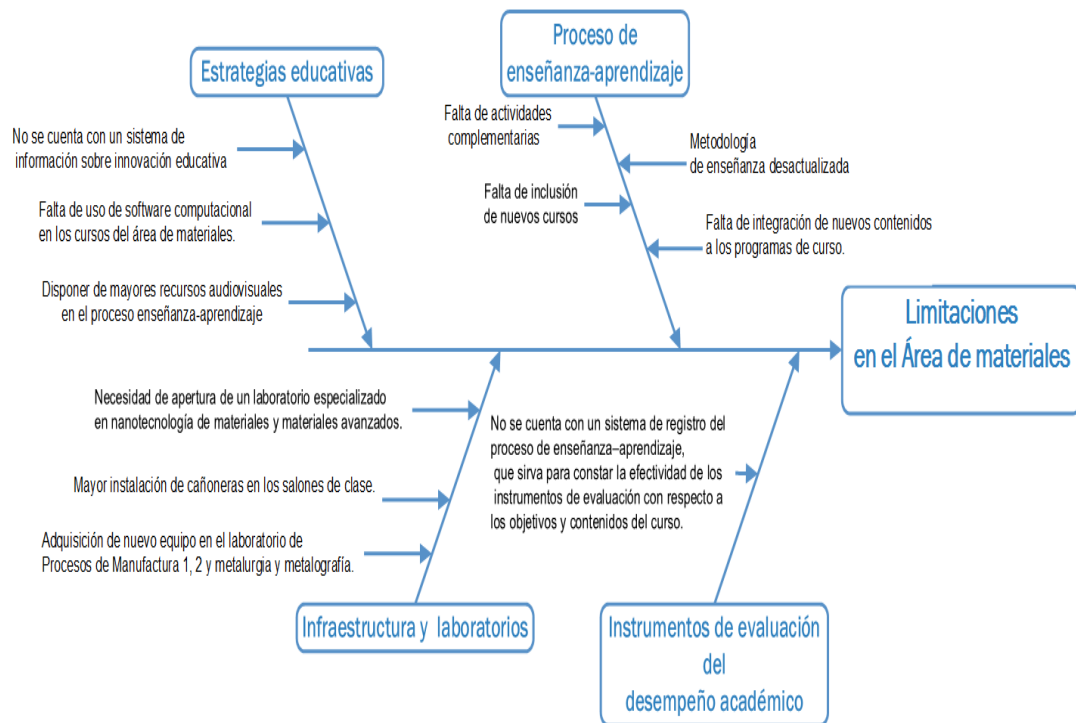 Estrategias educativas
No se cuenta con un sistema de
información sobre innovación educativa
Falta de uso de software computacional
en los cursos del área de materiales.
Disponer de mayores recursos audiovisuales
en el proceso enseñanza-aprendizaje
Proceso de
enseñanza-aprendizaje
Falta de actividades
complementarias
Metodología
de enseñanza desactualizada
Falta de inclusión
de nuevos cursos
Falta de integración de nuevos contenidos
a los programas de curso.
Limitaciones
en el Área de materiales
Necesidad de apertura de un laboratorio especializado
en nanotecnología de materiales y materiales avanzados.
Mayor instalación de cañoneras en los salones de clase.
Adquisición de nuevo equipo en el laboratorio de
Procesos de Manufactura 1, 2 y metalurgia y metalografía.
Infraestructura y laboratorios
No se cuenta con un sistema de registro del
proceso de enseñanza–aprendizaje,
que sirva para constar la efectividad de los
instrumentos de evaluación con respecto a
los objetivos y contenidos del curso.
Instrumentos de evaluación
del
desempeño académico